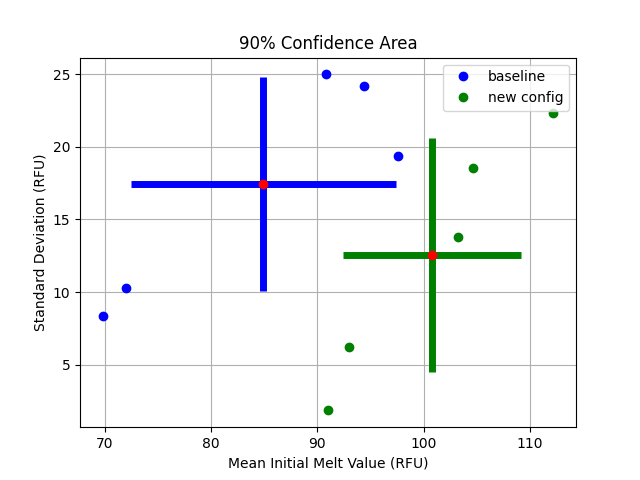 90% Confidence Area
baseline
new config
25
20
15
10
5
Standard Deviation (RFU)
70
80
90
100
110
Mean Initial Melt Value (RFU)